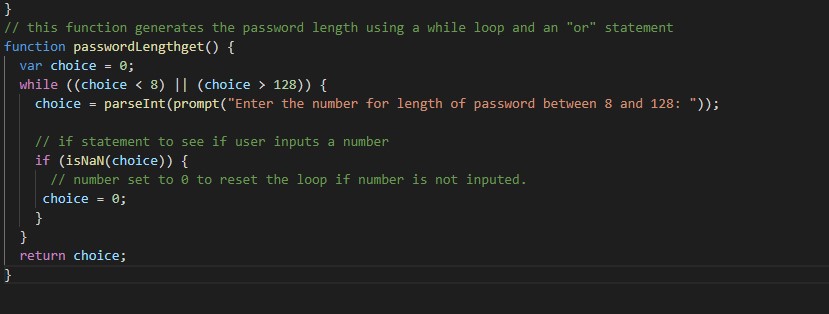 }
// this function generates the password length using a while loop and an "or" statement
function passwordLengthget() {
  var choice = 0;
  while ((choice < 8) || (choice > 128)) {
    choice = parseInt(prompt("Enter the number for length of password between 8 and 128: "));

    // if statement to see if user inputs a number
    if (isNaN(choice)) {
      // number set to 0 to reset the loop if number is not inputed.
     choice = 0;
    }
  }
  return choice;
}